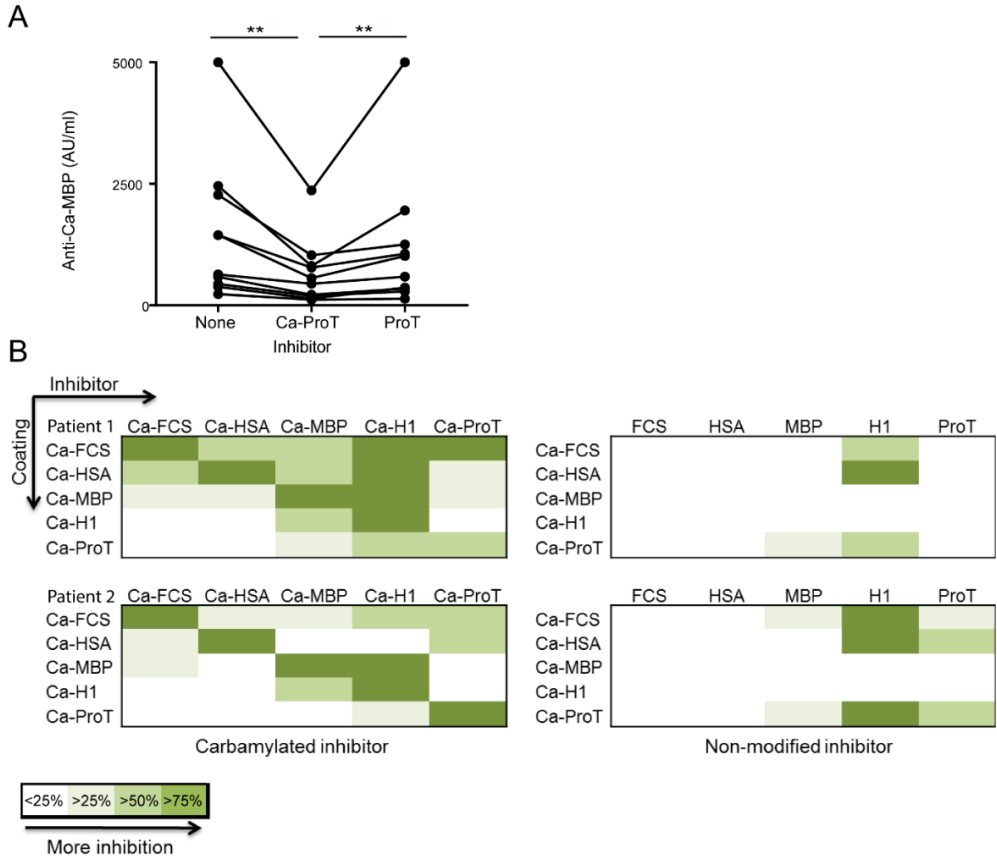 A
** **
5000
2500
0
Anti-Ca-MBP (AU/ml)
None Ca-ProT ProT
Inhibitor
B
Inhibitor
Coating
Patient 1 Ca-FCS Ca-HSA Ca-MBP Ca-H1 Ca-ProT
Ca-FCS
Ca-HSA
Ca-MBP
Ca-H1
Ca-ProT
FCS HSA MBP H1 ProT
Ca-FCS
Ca-HSA
Ca-MBP
Ca-H1
Ca-ProT
Patient 2 Ca-FCS Ca-HSA Ca-MBP Ca-H1 Ca-ProT
Ca-FCS
Ca-HSA
Ca-MBP
Ca-H1
Ca-ProT
Carbamylated inhibitor
FCS HSA MBP H1 ProT
Ca-FCS
Ca-HSA
Ca-MBP
Ca-H1
Ca-ProT
Non-modified inhibitor
<25% >25% >50% >75%
More inhibition